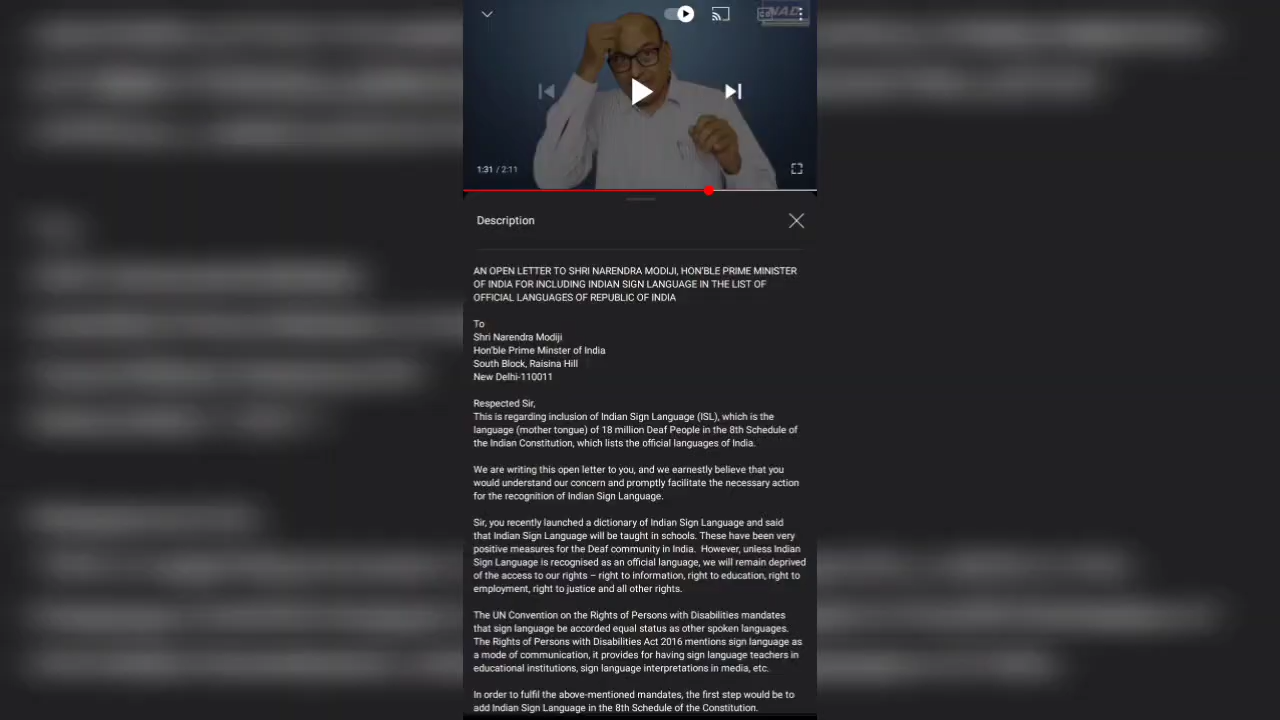 NAD
1:31 / 2:11
Description
AN OPEN LETTER TO SHRI NARENDRA MODIJI, HON'BLE PRIME MINISTER
OF INDIA FOR INCLUDING INDIAN SIGN LANGUAGE IN THE LIST OF
OFFICIAL LANGUAGES OF REPUBLIC OF INDIA
To
Shri Narendra Modiji
Hon'ble Prime Minster of India
South Block, Raisina Hill
New Delhi-110011
Respected Sir,
This is regarding inclusion of Indian Sign Language (ISL), which is the
language (mother tongue) of 18 million Deaf People in the 8th Schedule of
the Indian Constitution, which lists the official languages of India.
We are writing this open letter to you, and we earnestly believe that you
would understand our concern and promptly facilitate the necessary action
for the recognition of Indian Sign Language.
Sir, you recently launched a dictionary of Indian Sign Language and said
that Indian Sign Language will be taught in schools. These have been very
positive measures for the Deaf community in India. However, unless Indian
Sign Language is recognised as an official language, we will remain deprived
of the access to our rights – right to information, right to education, right to
employment, right to justice and all other rights.
The UN Convention on the Rights of Persons with Disabilities mandates
that sign language be accorded equal status as other spoken languages.
The Rights of Persons with Disabilities Act 2016 mentions sign language as
a mode of communication, it provides for having sign language teachers in
educational institutions, sign language interpretations in media, etc.
In order to fulfil the above-mentioned mandates, the first step would be to
add Indian Sign Language in the 8th Schedule of the Constitution.